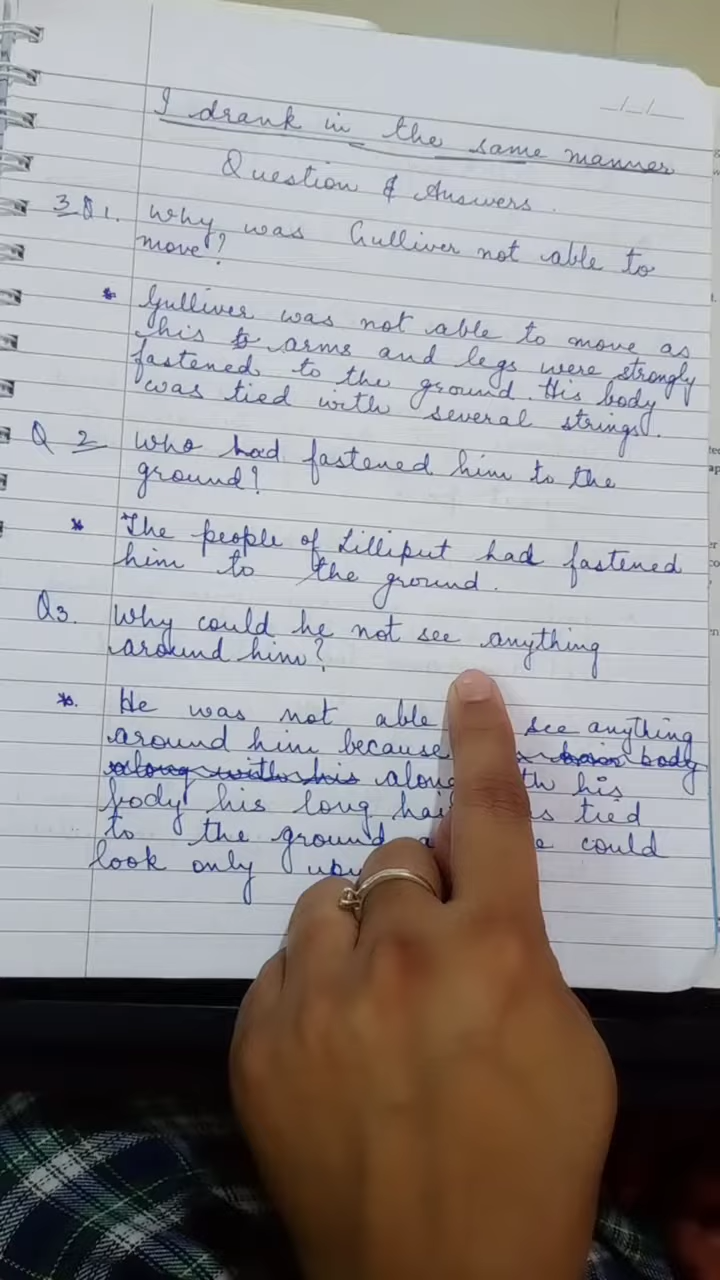 _/_/_
I drank in the same manner
Question & Answers.
3 Q1. Why was Gulliver not able to
move?
* Gulliver was not able to move as
his arms and legs were strongly
fastened to the ground. His body
was tied with several strings.
Q 2 Who had fastened him to the
ground?
* The people of Lilliput had fastened
him to the ground.
Q3. Why could he not see anything
around him?
*. He was not able see anything
around him because hair body
along with his his
body his long tied
to the ground could
look only